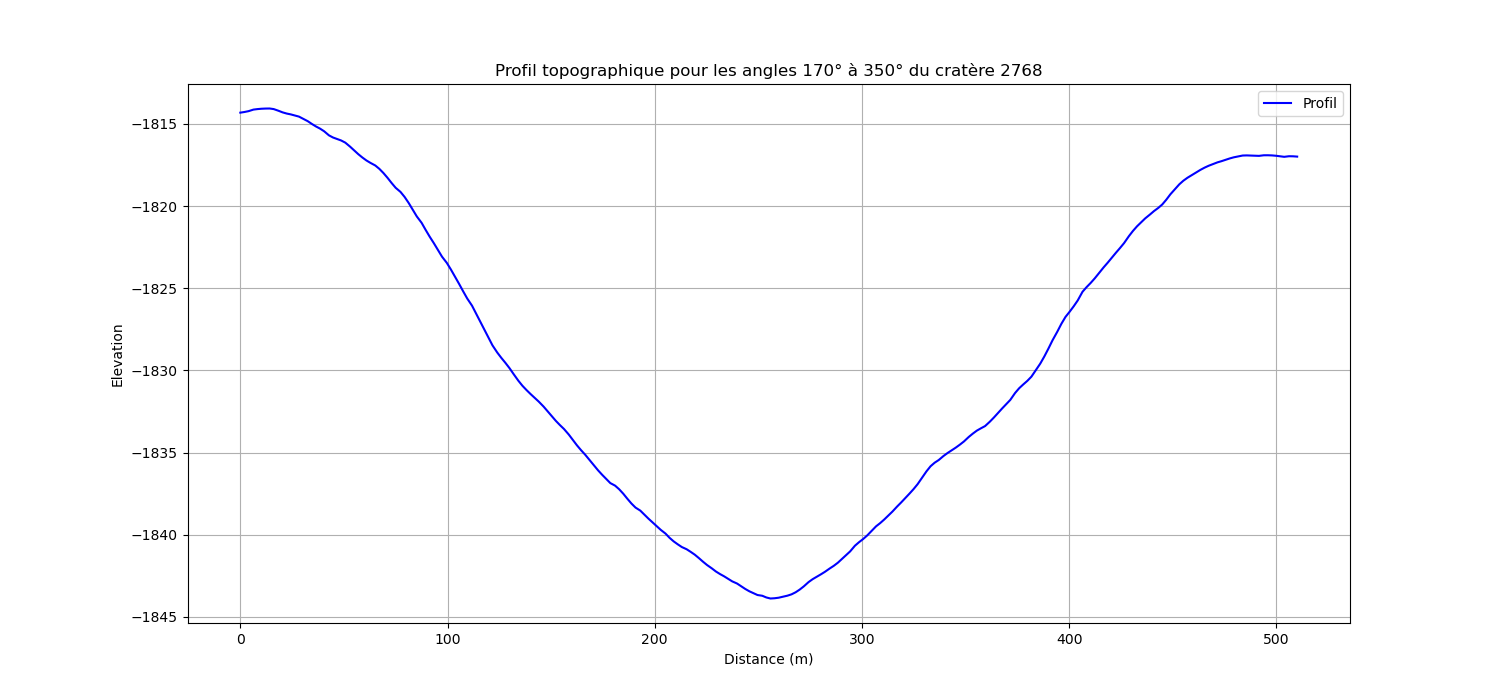 Profil topographique pour les angles 170° à 350° du cratère 2768
Profil
−1815
−1820
−1825
−1830
−1835
−1840
−1845
Elevation
0 100 200 300 400 500
Distance (m)